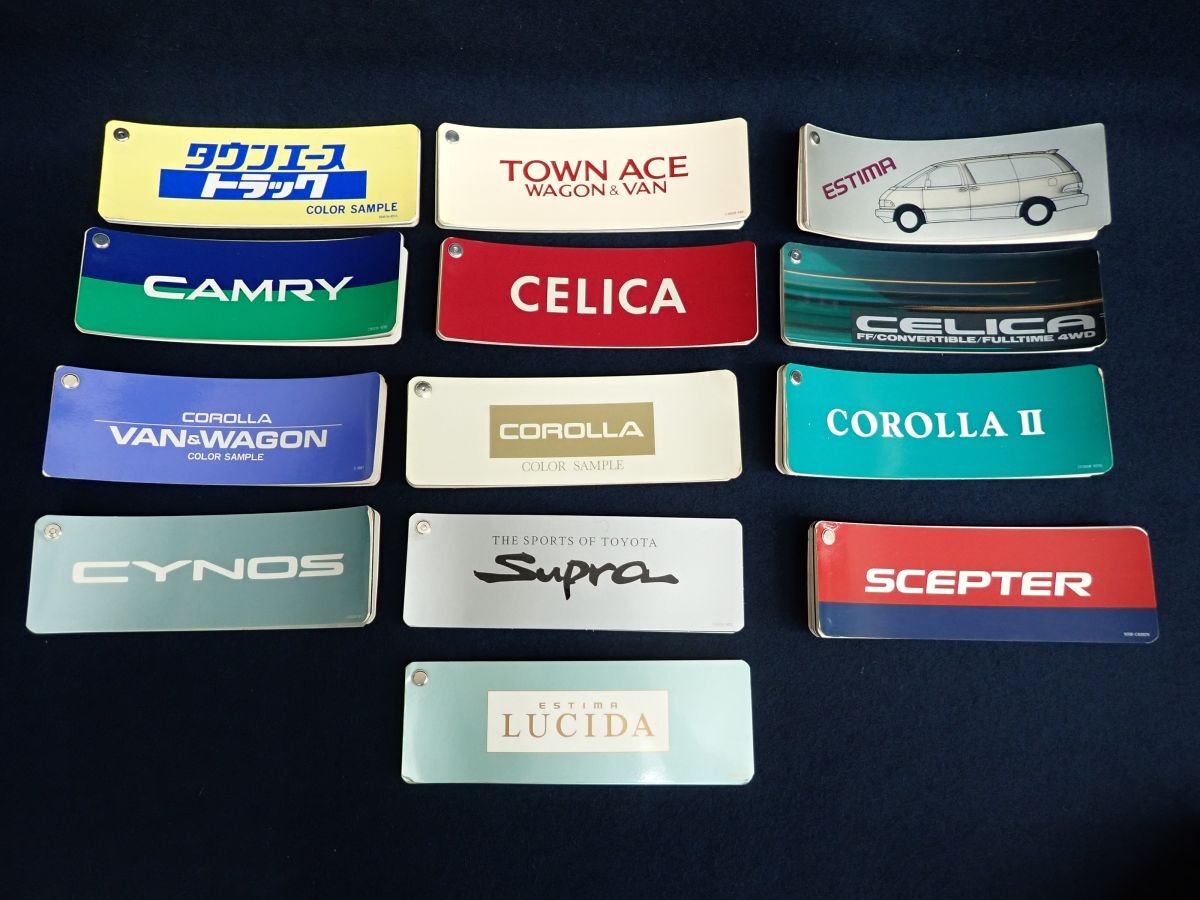 タウンエース
トラック
COLOR SAMPLE
TOWN ACE
WAGON & VAN
ESTIMA
CAMRY
CELICA
CELICA
FF/CONVERTIBLE/FULLTIME 4WD
COROLLA
VAN&WAGON
COLOR SAMPLE
COROLLA
COLOR SAMPLE
COROLLA II
CYNOS
THE SPORTS OF TOYOTA
Supra
SCEPTER
ESTIMA
LUCIDA